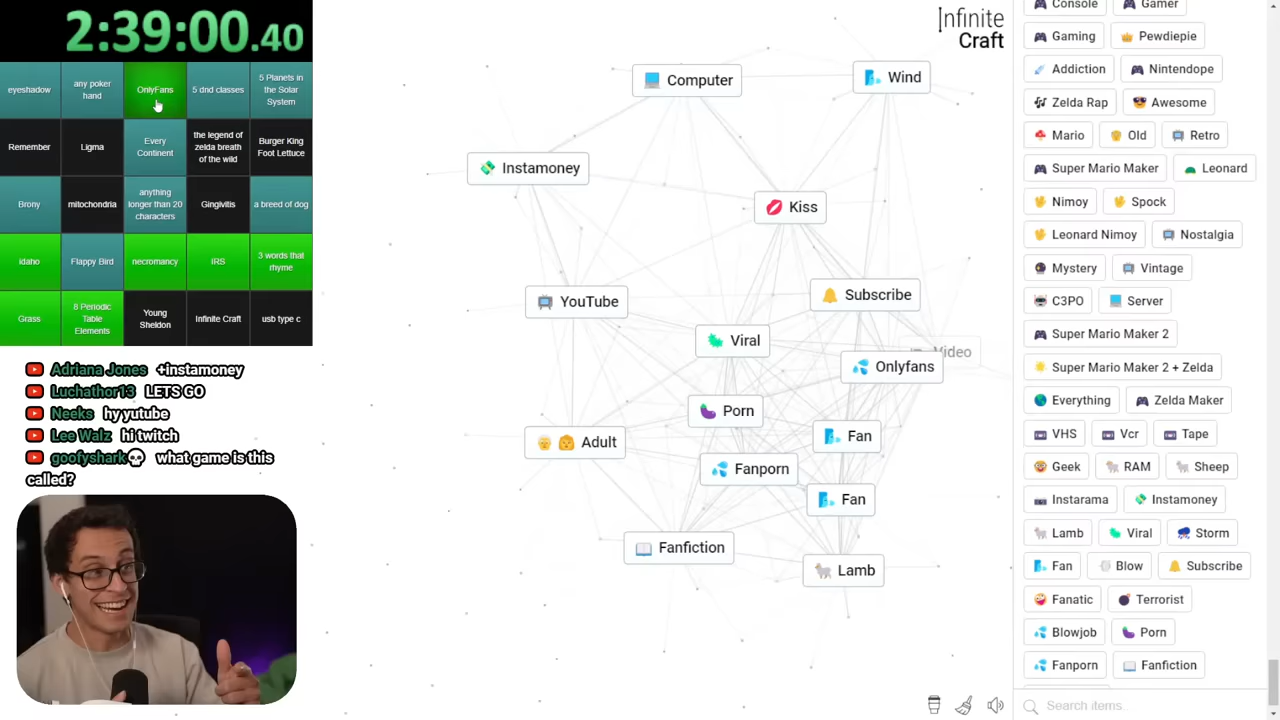 2:39:00.40
eyeshadow
any poker
hand
OnlyFans
5 dnd classes
5 Planets in
the Solar
System
Remember
Ligma
Every
Continent
the legend of
zelda breath
of the wild
Burger King
Foot Lettuce
Brony
mitochondria
anything
longer than 20
characters
Gingivitis
a breed of dog
idaho
Flappy Bird
necromancy
IRS
3 words that
rhyme
Grass
8 Periodic
Table
Elements
Young
Sheldon
Infinite Craft
usb type c
Adriana Jones +instamoney
Luchathor13 LETS GO
Neeks hy yutube
Lee Walz hi twitch
goofyshark💀 what game is this
called?
Infinite
Craft
Computer
Wind
Instamoney
Kiss
YouTube
Subscribe
Viral
Video
Onlyfans
Porn
Fan
Adult
Fanporn
Fan
Fanfiction
Lamb
Console Gamer
Gaming Pewdiepie
Addiction Nintendope
Zelda Rap Awesome
Mario Old Retro
Super Mario Maker Leonard
Nimoy Spock
Leonard Nimoy Nostalgia
Mystery Vintage
C3PO Server
Super Mario Maker 2
Super Mario Maker 2 + Zelda
Everything Zelda Maker
VHS Vcr Tape
Geek RAM Sheep
Instarama Instamoney
Lamb Viral Storm
Fan Blow Subscribe
Fanatic Terrorist
Blowjob Porn
Fanporn Fanfiction
Search items...